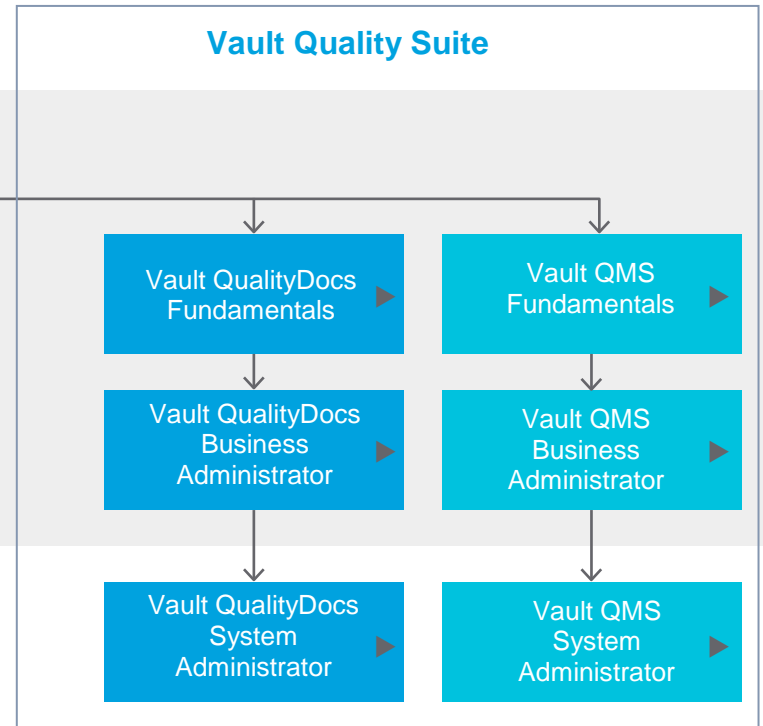 Vault Quality Suite
Vault QualityDocs
Fundamentals
Vault QMS
Fundamentals
Vault QualityDocs
Business
Administrator
Vault QMS
Business
Administrator
Vault QualityDocs
System
Administrator
Vault QMS
System
Administrator